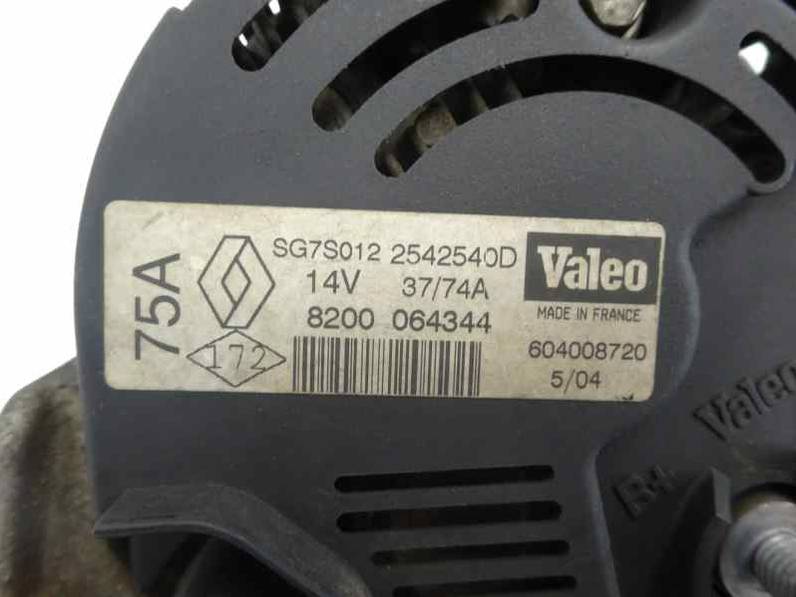 75A
SG7S012 2542540D
14V 37/74A
8200 064344
172
Valeo
MADE IN FRANCE
604008720
5/04
Valeo
B+